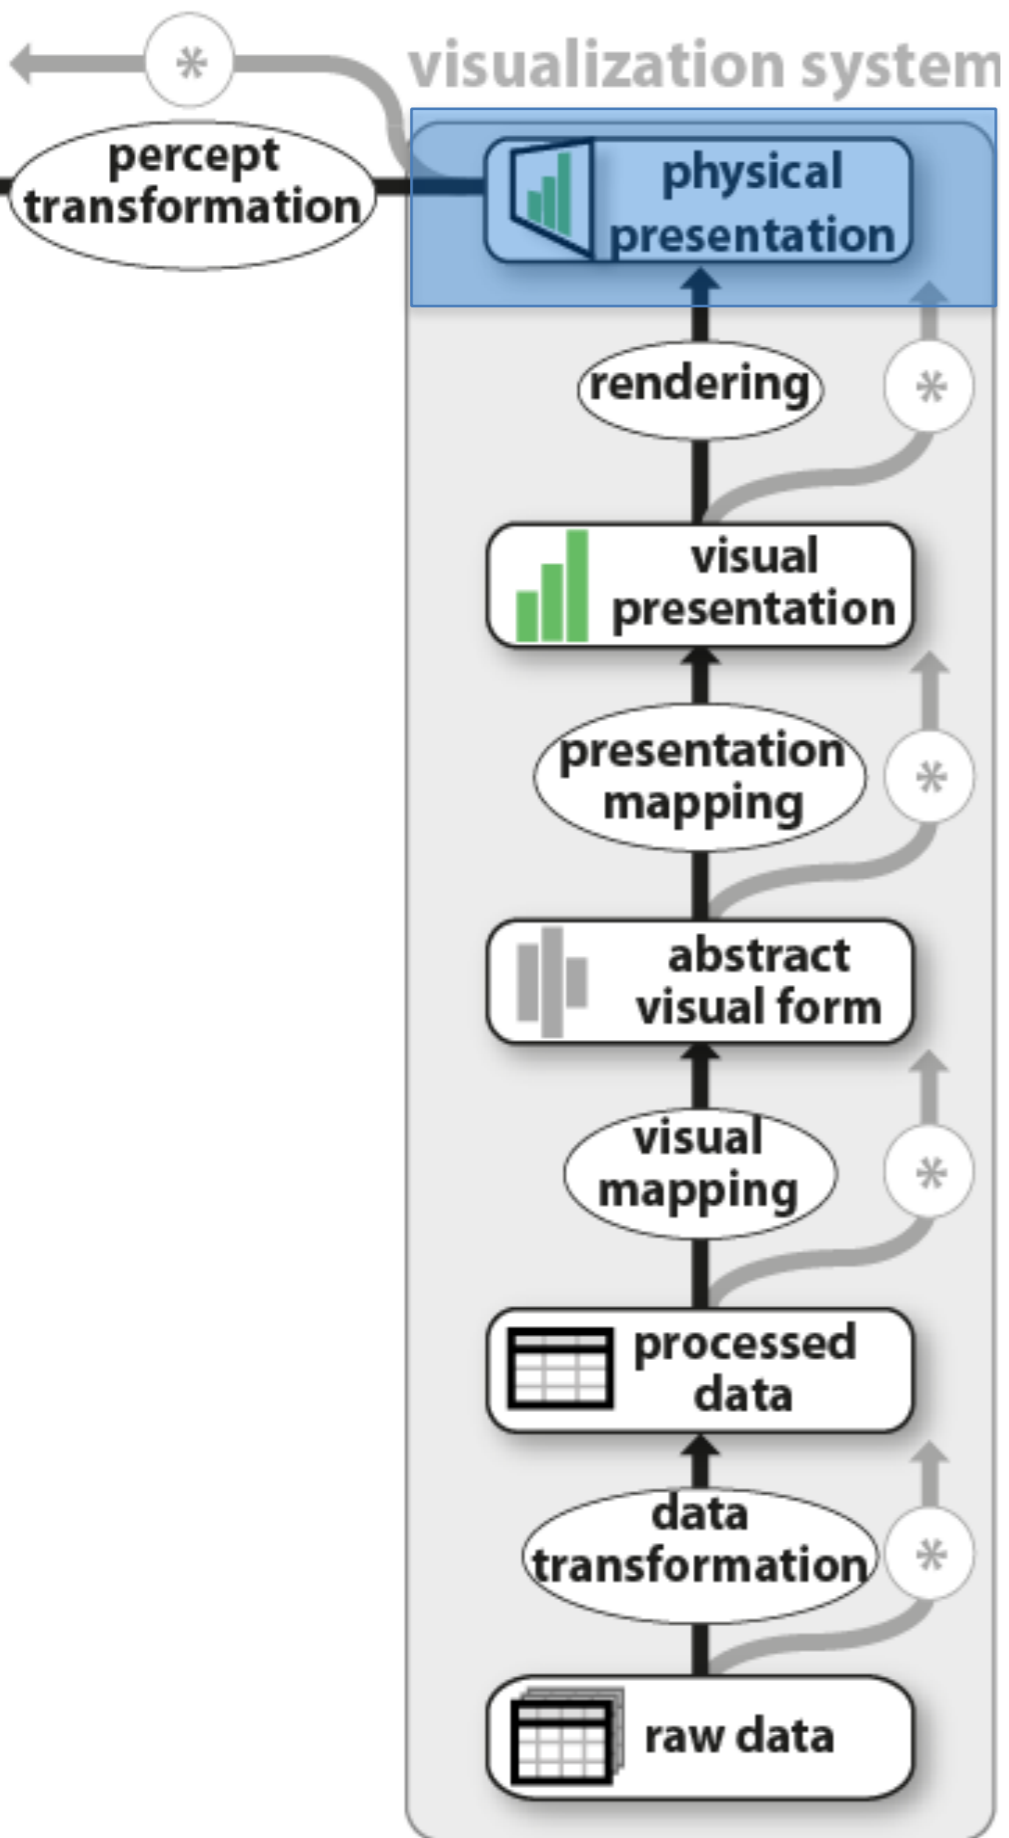 *
visualization system
percept
transformation
physical
presentation
rendering
*
visual
presentation
presentation
mapping
*
abstract
visual form
visual
mapping
*
processed
data
data
transformation
*
raw data